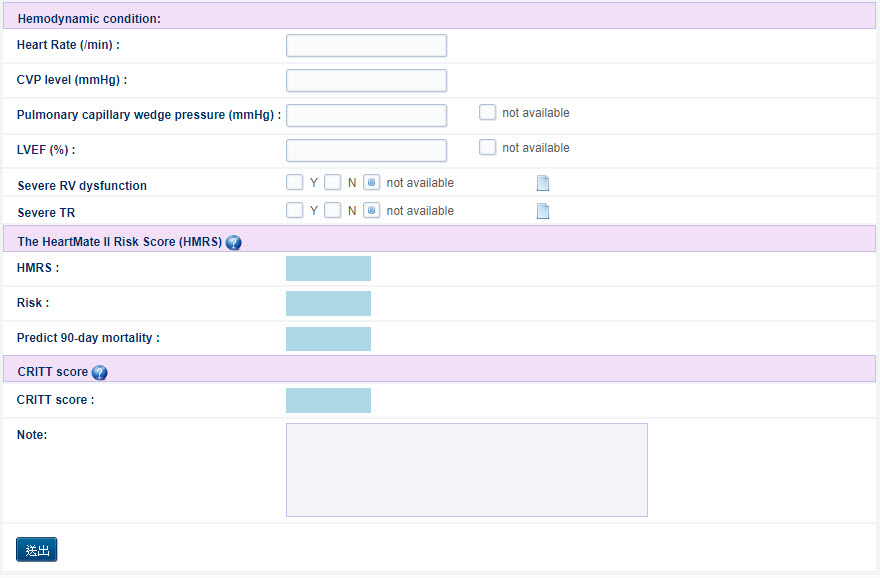 Hemodynamic condition:
Heart Rate (/min) :
CVP level (mmHg) :
Pulmonary capillary wedge pressure (mmHg) : not available
LVEF (%) : not available
Severe RV dysfunction Y N not available
Severe TR Y N not available
The HeartMate II Risk Score (HMRS) ?
HMRS :
Risk :
Predict 90-day mortality :
CRITT score ?
CRITT score :
Note:
送出